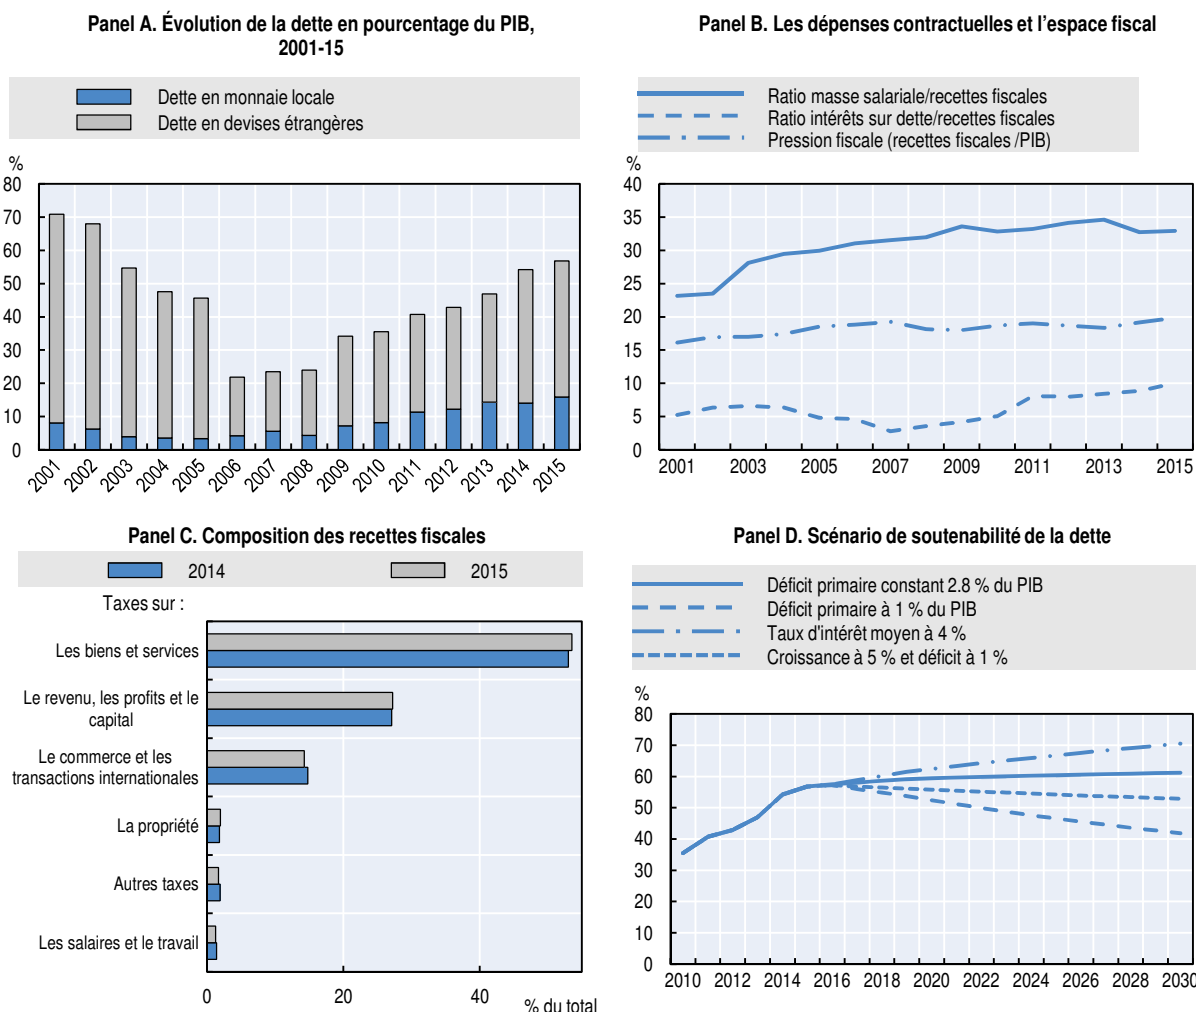 Panel A. Évolution de la dette en pourcentage du PIB,
2001-15
Dette en monnaie locale
Dette en devises étrangères
%
80
70
60
50
40
30
20
10
0
2001 2002 2003 2004 2005 2006 2007 2008 2009 2010 2011 2012 2013 2014 2015
Panel B. Les dépenses contractuelles et l'espace fiscal
Ratio masse salariale/recettes fiscales
Ratio intérêts sur dette/recettes fiscales
Pression fiscale (recettes fiscales /PIB)
%
40
35
30
25
20
15
10
5
0
2001 2003 2005 2007 2009 2011 2013 2015
Panel C. Composition des recettes fiscales
2014 2015
Taxes sur :
Les biens et services
Le revenu, les profits et le
capital
Le commerce et les
transactions internationales
La propriété
Autres taxes
Les salaires et le travail
0 20 40 % du total
Panel D. Scénario de soutenabilité de la dette
Déficit primaire constant 2.8 % du PIB
Déficit primaire à 1 % du PIB
Taux d'intérêt moyen à 4 %
Croissance à 5 % et déficit à 1 %
%
80
70
60
50
40
30
20
10
0
2010 2012 2014 2016 2018 2020 2022 2024 2026 2028 2030